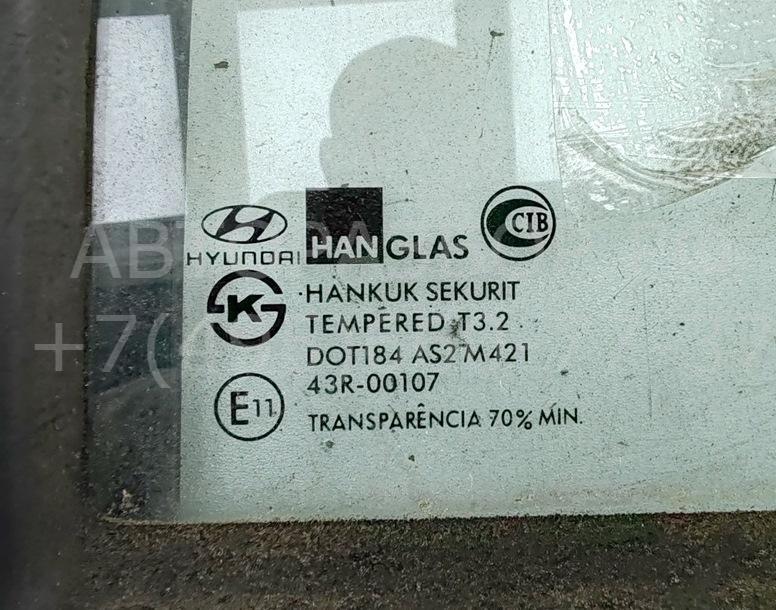 HYUNDAI
HANGLAS
CIB
K
HANKUK SEKURIT
TEMPERED T3.2
DOT184 AS2 M421
43R-00107
E11
TRANSPARÊNCIA 70% MIN.